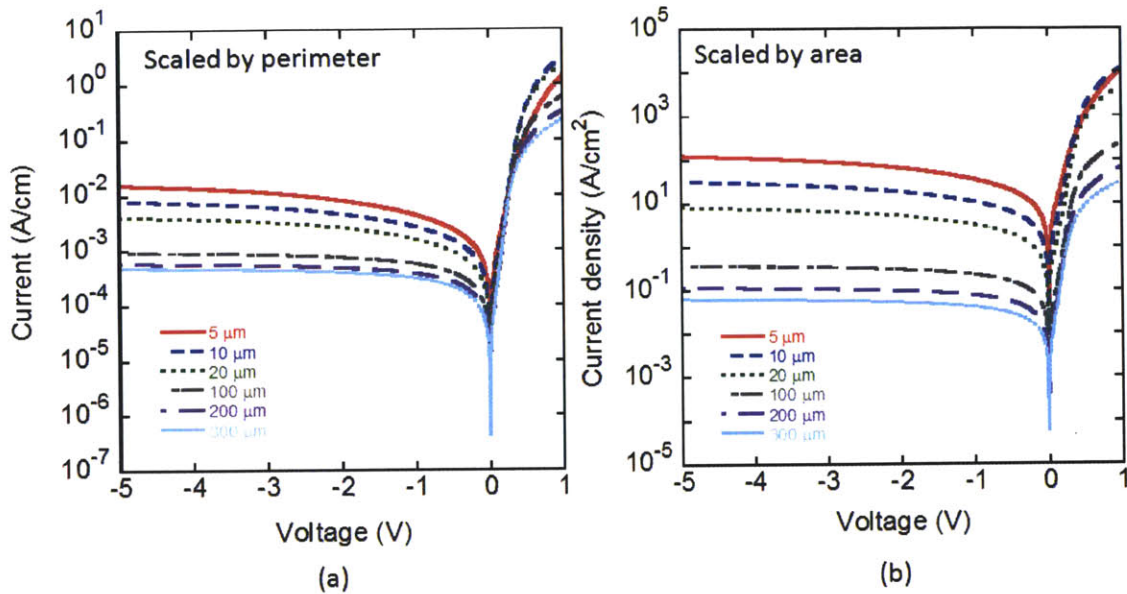 Scaled by perimeter
Current (A/cm)
10^1
10^0
10^-1
10^-2
10^-3
10^-4
10^-5
10^-6
10^-7
5 μm
10 μm
20 μm
100 μm
200 μm
300 μm
-5 -4 -3 -2 -1 0 1
Voltage (V)
(a)
Scaled by area
Current density (A/cm^2)
10^5
10^3
10^1
10^-1
10^-3
10^-5
5 μm
10 μm
20 μm
100 μm
200 μm
300 μm
-5 -4 -3 -2 -1 0 1
Voltage (V)
(b)